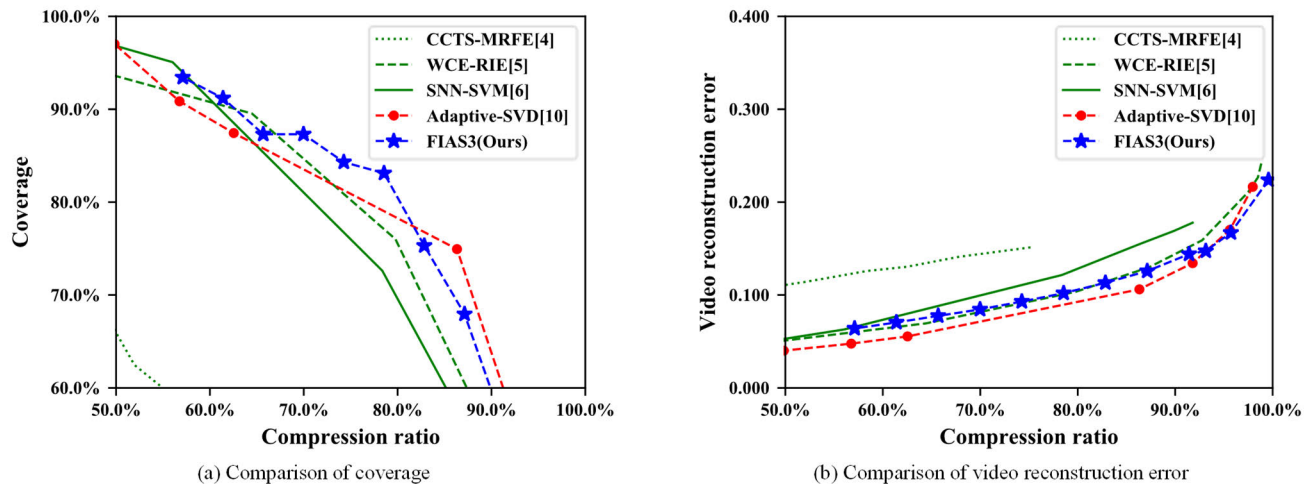 100.0%
90.0%
80.0%
70.0%
60.0%
Coverage
50.0%
60.0%
70.0%
80.0%
90.0%
100.0%
Compression ratio
CCTS-MRFE[4]
WCE-RIE[5]
SNN-SVM[6]
Adaptive-SVD[10]
FIAS3(Ours)
(a) Comparison of coverage
0.400
0.300
0.200
0.100
0.000
Video reconstruction error
50.0%
60.0%
70.0%
80.0%
90.0%
100.0%
Compression ratio
CCTS-MRFE[4]
WCE-RIE[5]
SNN-SVM[6]
Adaptive-SVD[10]
FIAS3(Ours)
(b) Comparison of video reconstruction error